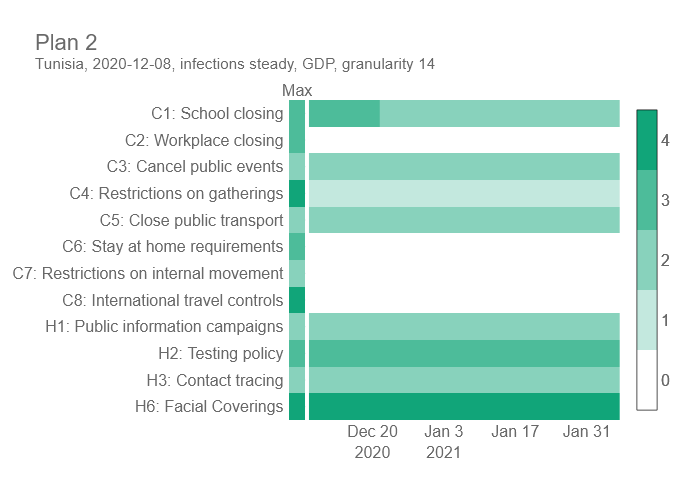 Plan 2
Tunisia, 2020-12-08, infections steady, GDP, granularity 14
Max
C1: School closing
C2: Workplace closing
C3: Cancel public events
C4: Restrictions on gatherings
C5: Close public transport
C6: Stay at home requirements
C7: Restrictions on internal movement
C8: International travel controls
H1: Public information campaigns
H2: Testing policy
H3: Contact tracing
H6: Facial Coverings
Dec 20 Jan 3 Jan 17 Jan 31
2020 2021
4
3
2
1
0